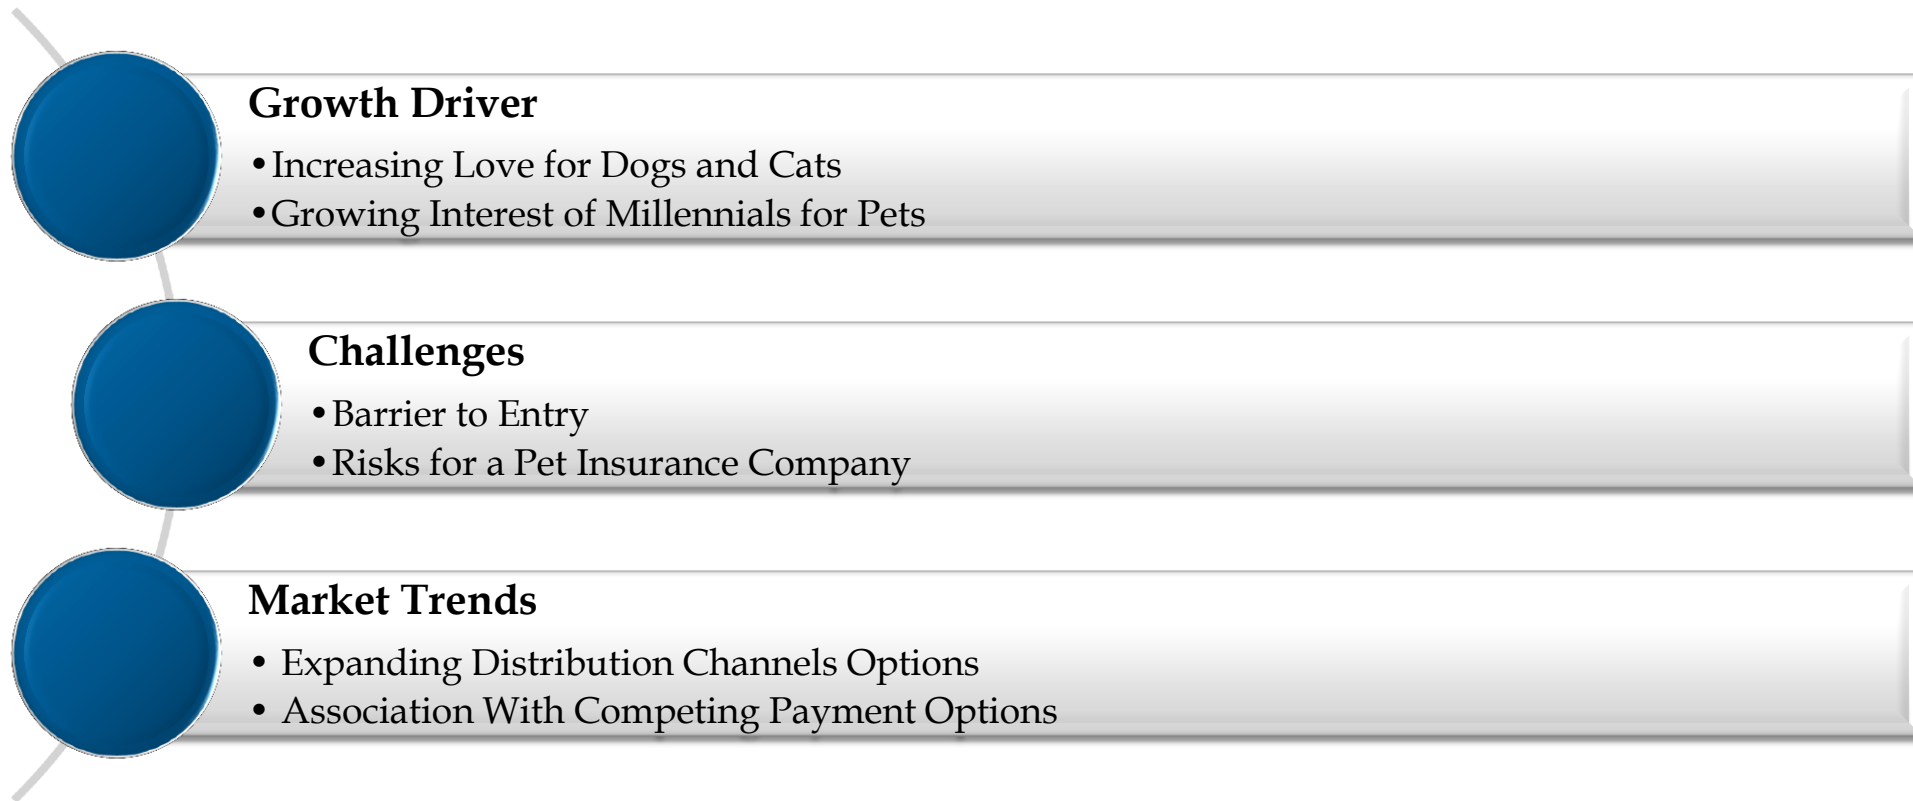 Growth Driver
•Increasing Love for Dogs and Cats
•Growing Interest of Millennials for Pets
Challenges
•Barrier to Entry
•Risks for a Pet Insurance Company
Market Trends
• Expanding Distribution Channels Options
• Association With Competing Payment Options